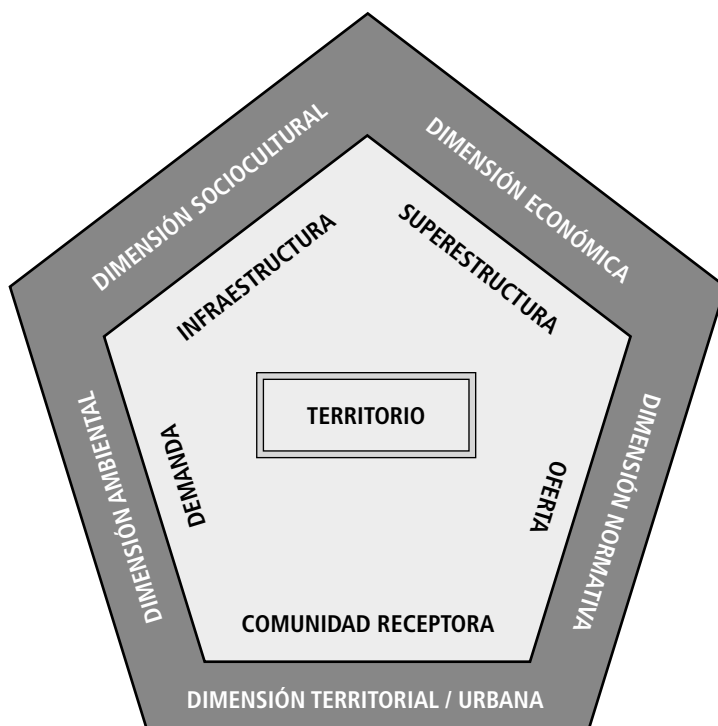 DIMENSIÓN SOCIOCULTURAL
DIMENSIÓN ECONÓMICA
INFRAESTRUCTURA
SUPERESTRUCTURA
TERRITORIO
DIMENSIÓN AMBIENTAL
DEMANDA
OFERTA
DIMENSIÓN NORMATIVA
COMUNIDAD RECEPTORA
DIMENSIÓN TERRITORIAL / URBANA